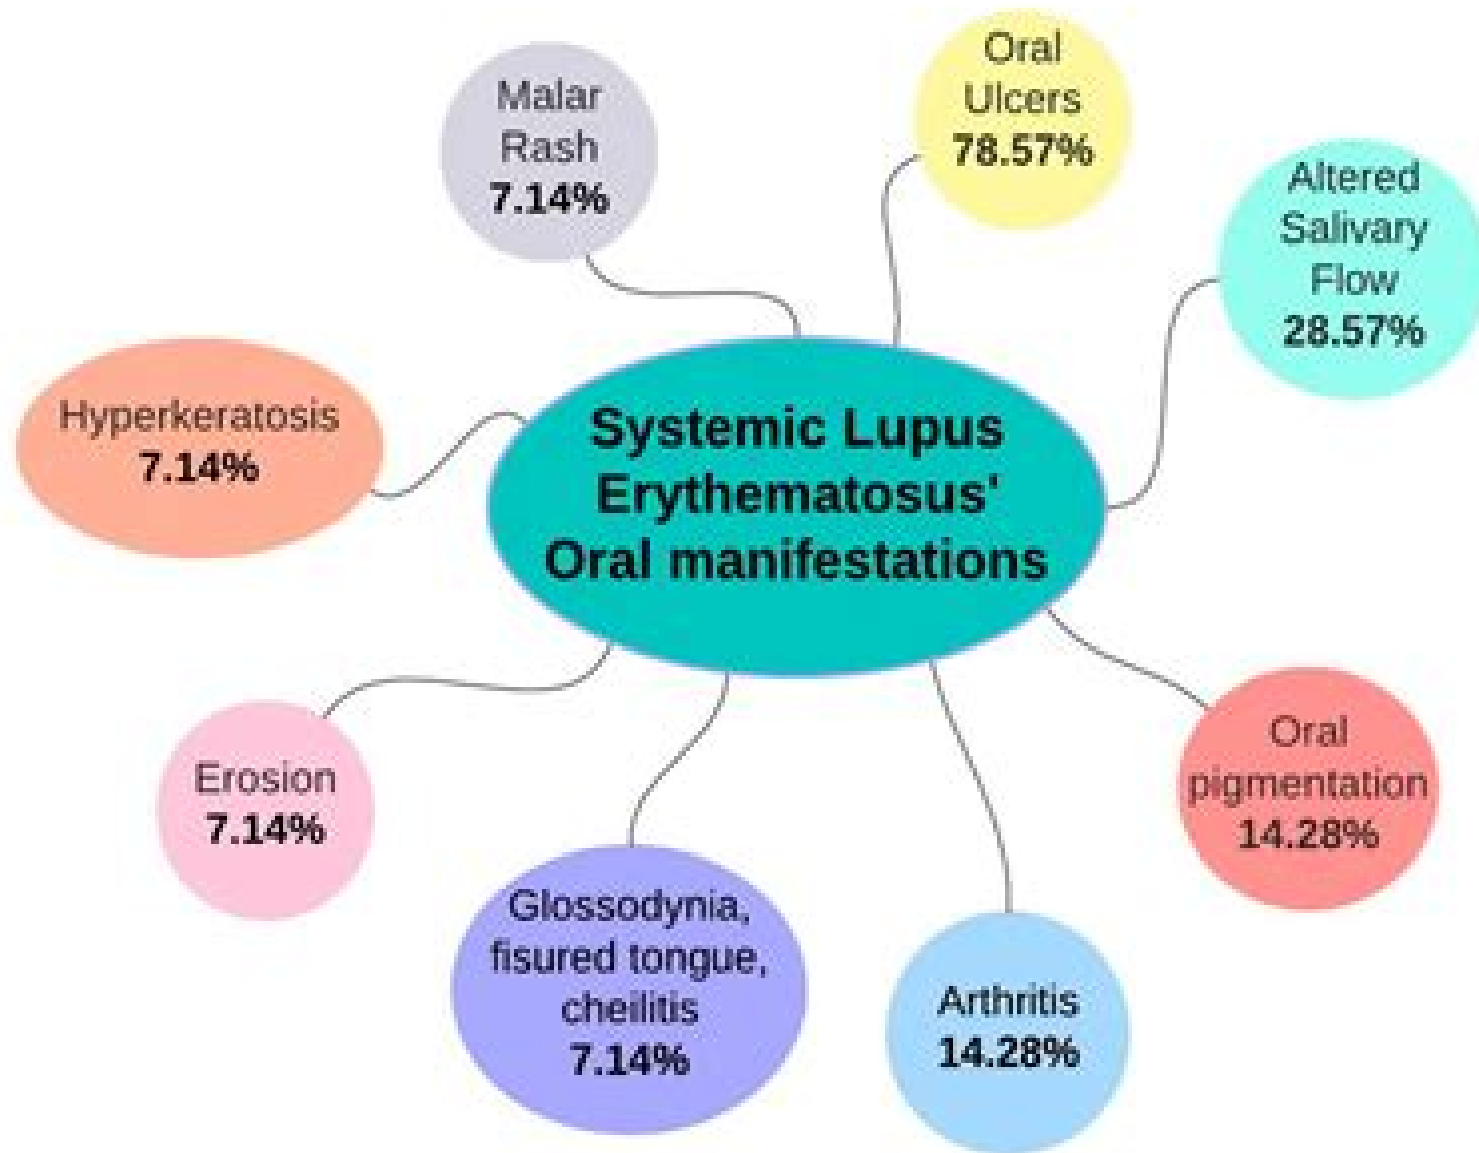 Oral
Ulcers
78.57%
Malar
Rash
7.14%
Altered
Salivary
Flow
28.57%
Hyperkeratosis
7.14%
Systemic Lupus
Erythematosus'
Oral manifestations
Oral
pigmentation
14.28%
Erosion
7.14%
Glossodynia,
fisured tongue,
cheilitis
7.14%
Arthritis
14.28%